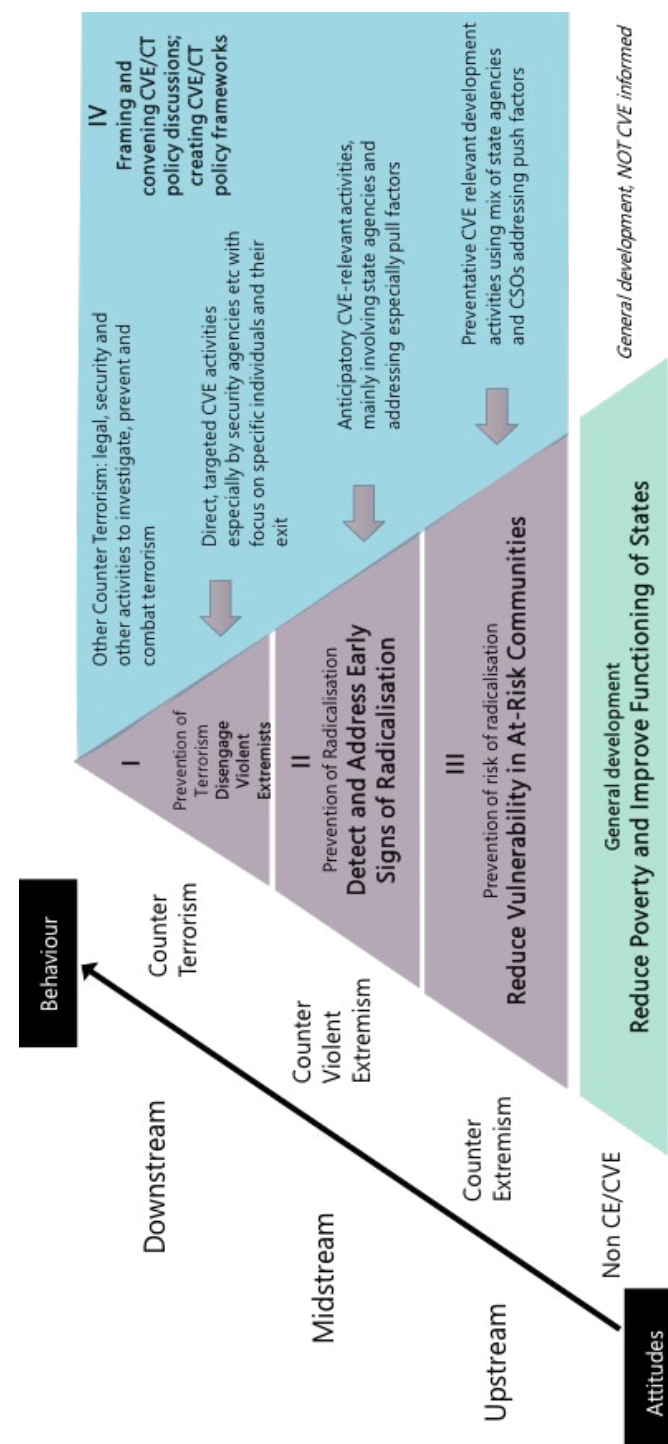 Behaviour
Downstream
Midstream
Upstream
Attitudes
Counter
Terrorism
Counter
Violent
Extremism
Counter
Extremism
Non CE/CVE
I
Prevention of
Terrorism
Disengage
Violent
Extremists
II
Prevention of Radicalisation
Detect and Address Early
Signs of Radicalisation
III
Prevention of risk of radicalisation
Reduce Vulnerability in At-Risk Communities
General development
Reduce Poverty and Improve Functioning of States
Other Counter Terrorism: legal, security and
other activities to investigate, prevent and
combat terrorism
IV
Framing and
convening CVE/CT
policy discussions;
creating CVE/CT
policy frameworks
Direct, targeted CVE activities
especially by security agencies etc with
focus on specific individuals and their
exit
Anticipatory CVE-relevant activities,
mainly involving state agencies and
addressing especially pull factors
Preventative CVE relevant development
activities using mix of state agencies
and CSOs addressing push factors
General development, NOT CVE informed